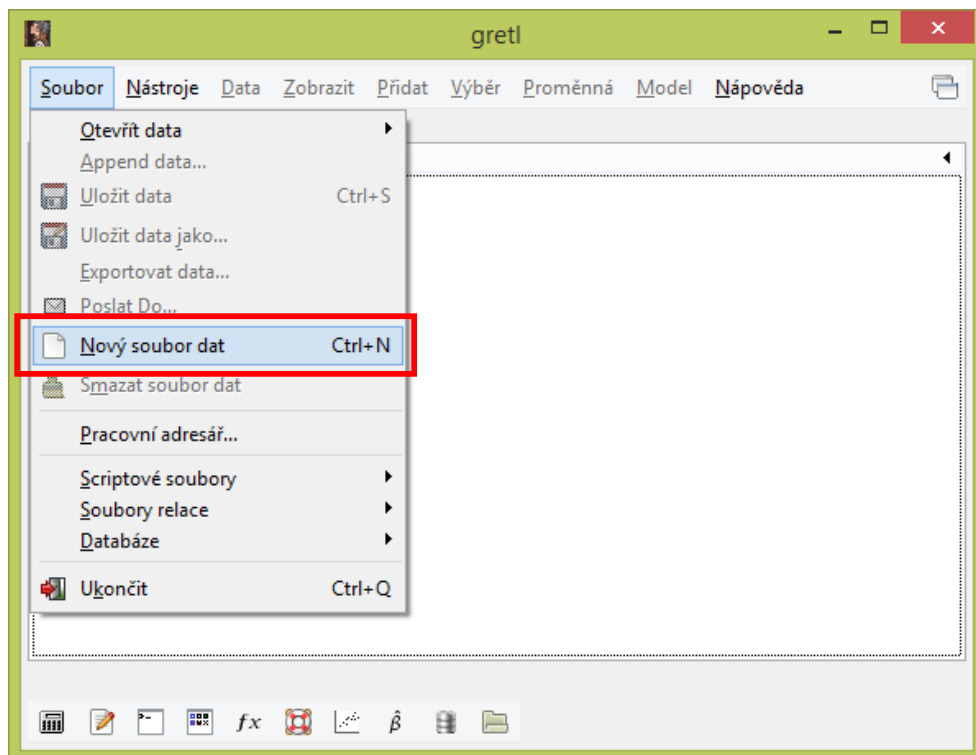 gretl
Soubor Nástroje Data Zobrazit Přidat Výběr Proměnná Model Nápověda
Otevřít data
Append data...
Uložit data Ctrl+S
Uložit data jako...
Exportovat data...
Poslat Do...
Nový soubor dat Ctrl+N
Smazat soubor dat
Pracovní adresář...
Scriptové soubory
Soubory relace
Databáze
Ukončit Ctrl+Q
fx β̂